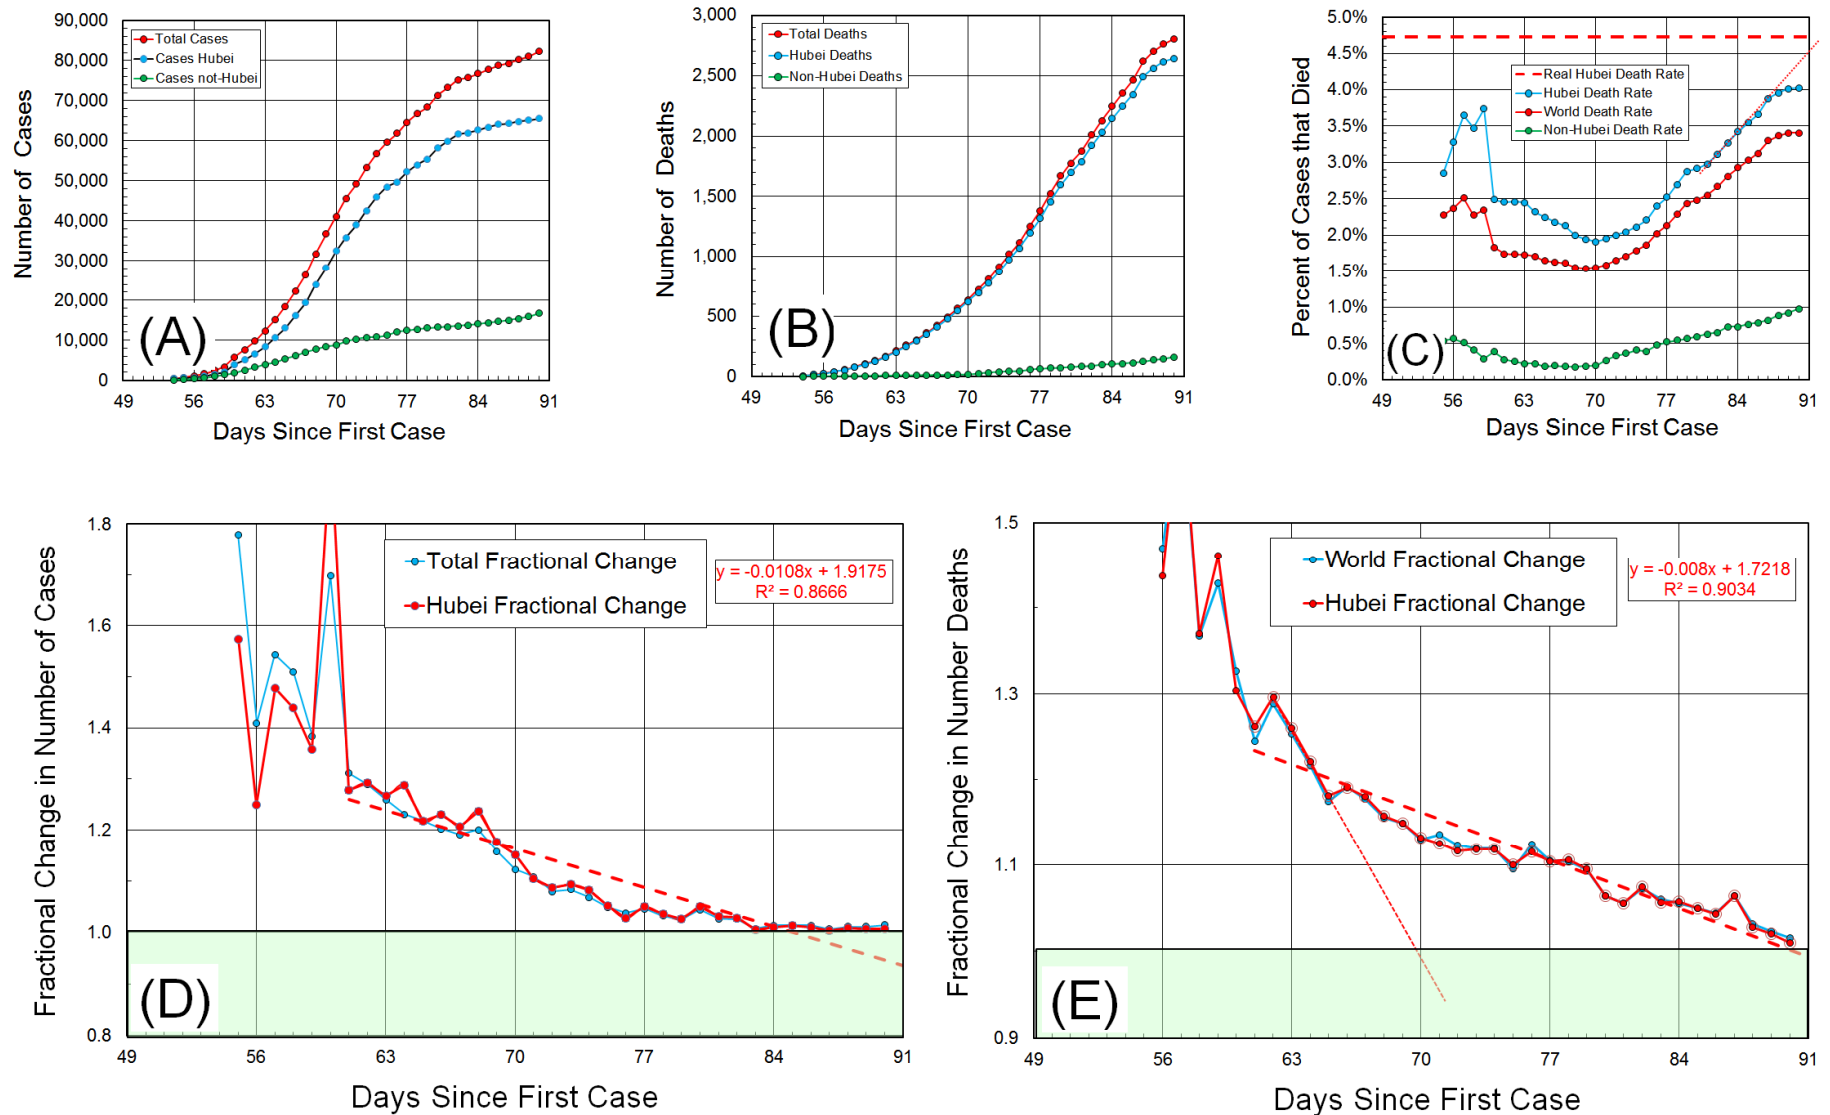 90,000
80,000
70,000
60,000
50,000
40,000
30,000
20,000
10,000
0
Number of Cases
Total Cases
Cases Hubei
Cases not-Hubei
(A)
49 56 63 70 77 84 91
Days Since First Case
3,000
2,500
2,000
1,500
1,000
500
0
Number of Deaths
Total Deaths
Hubei Deaths
Non-Hubei Deaths
(B)
49 56 63 70 77 84 91
Days Since First Case
5.0%
4.5%
4.0%
3.5%
3.0%
2.5%
2.0%
1.5%
1.0%
0.5%
0.0%
Percent of Cases that Died
Real Hubei Death Rate
Hubei Death Rate
World Death Rate
Non-Hubei Death Rate
(C)
49 56 63 70 77 84 91
Days Since First Case
1.8
1.6
1.4
1.2
1.0
0.8
Fractional Change in Number of Cases
Total Fractional Change
Hubei Fractional Change
y = -0.0108x + 1.9175
R² = 0.8666
(D)
49 56 63 70 77 84 91
Days Since First Case
1.5
1.3
1.1
0.9
Fractional Change in Number Deaths
World Fractional Change
Hubei Fractional Change
y = -0.008x + 1.7218
R² = 0.9034
(E)
49 56 63 70 77 84 91
Days Since First Case